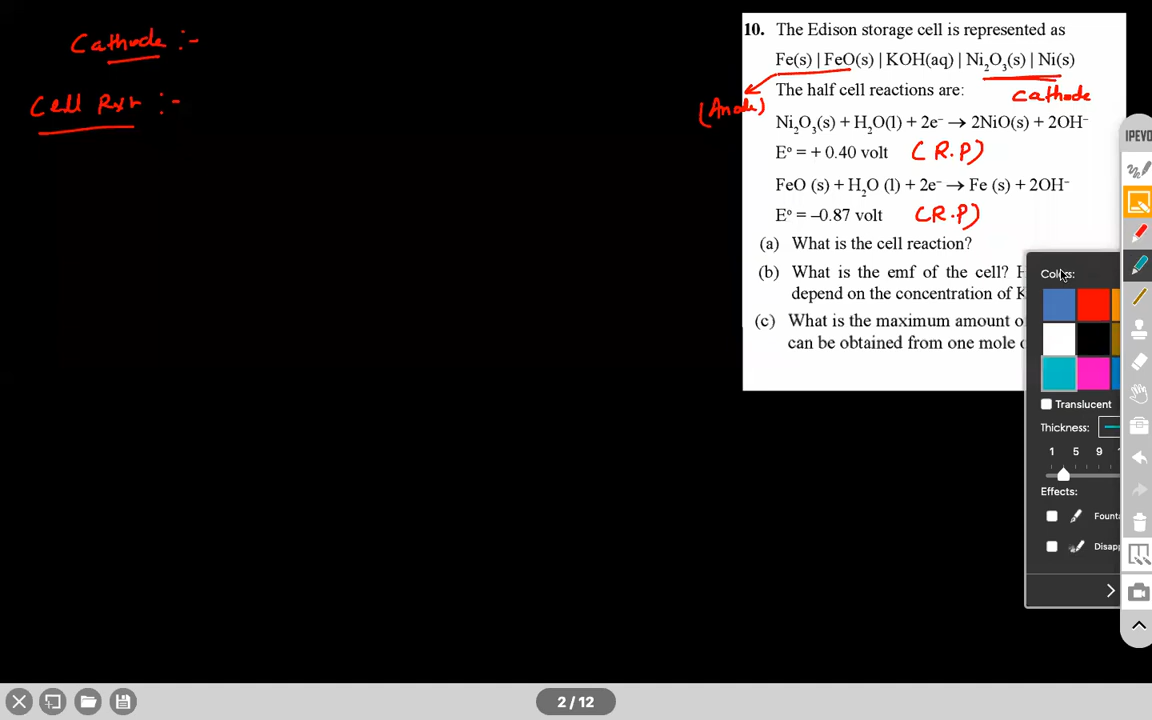 Cathode :-
Cell Rxn :-
10. The Edison storage cell is represented as
Fe(s) | FeO(s) | KOH(aq) | Ni₂O₃(s) | Ni(s)
The half cell reactions are:
cathode
(Anode)
Ni₂O₃(s) + H₂O(l) + 2e⁻ → 2NiO(s) + 2OH⁻
E° = + 0.40 volt (R.P)
FeO (s) + H₂O (l) + 2e⁻ → Fe (s) + 2OH⁻
E° = –0.87 volt (R.P)
(a) What is the cell reaction?
(b) What is the emf of the cell?
depend on the concentration of K
(c) What is the maximum amount o
can be obtained from one mole
IPEVO
Colors:
Translucent
Thickness:
1 5 9
Effects:
Founta
Disapp
2 / 12